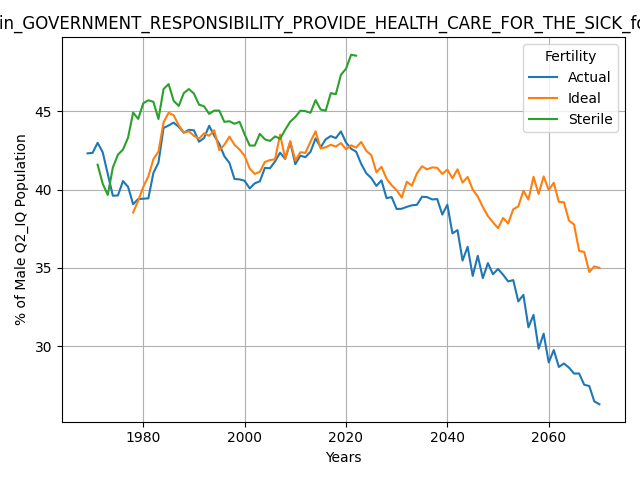 in_GOVERNMENT_RESPONSIBILITY_PROVIDE_HEALTH_CARE_FOR_THE_SICK_fo
Fertility
Actual
Ideal
Sterile
% of Male Q2_IQ Population
45
40
35
30
1980 2000 2020 2040 2060
Years